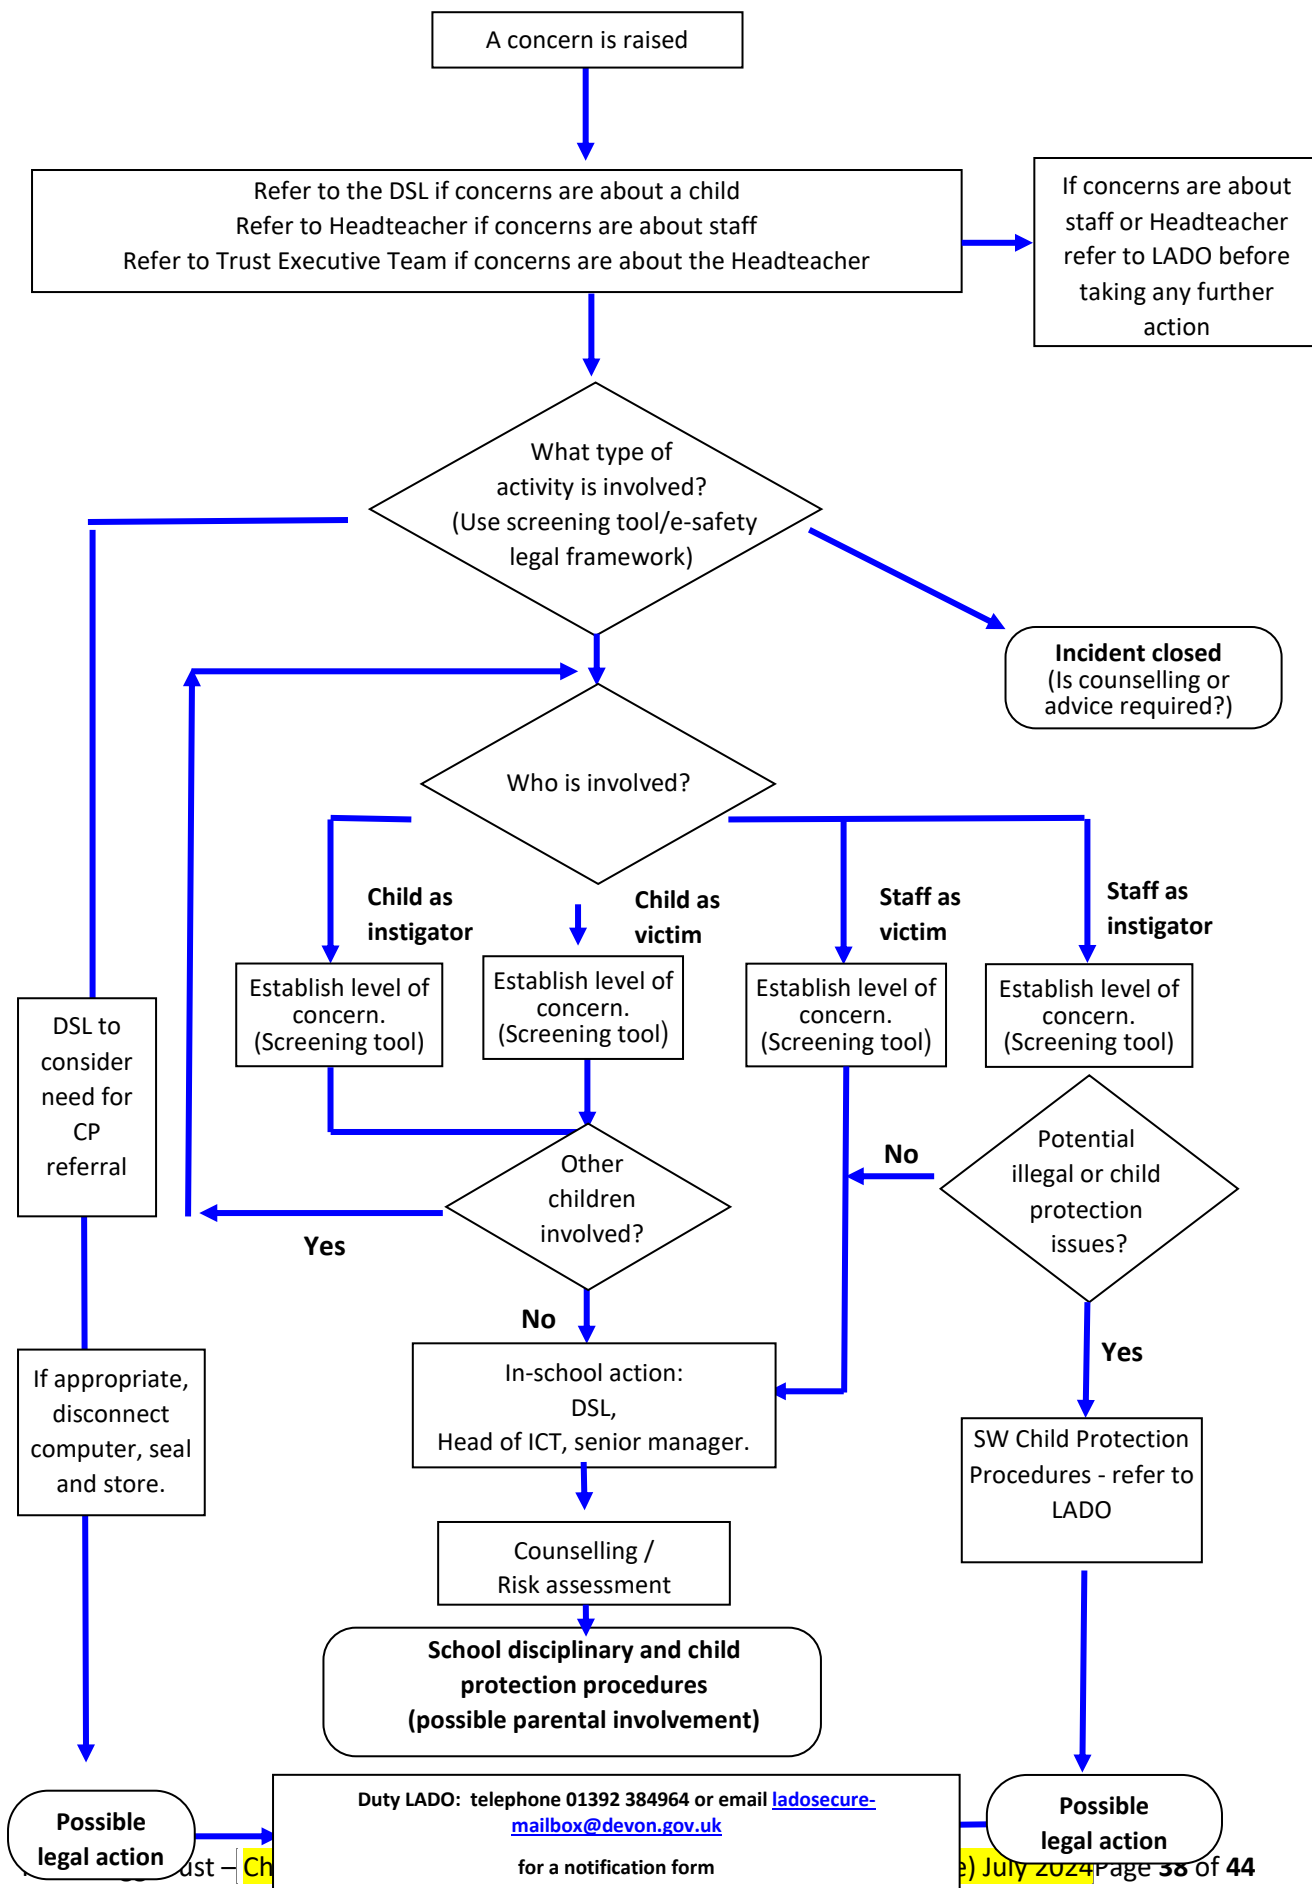 A concern is raised
Refer to the DSL if concerns are about a child
Refer to Headteacher if concerns are about staff
Refer to Trust Executive Team if concerns are about the Headteacher
If concerns are about
staff or Headteacher
refer to LADO before
taking any further
action
What type of
activity is involved?
(Use screening tool/e-safety
legal framework)
Incident closed
(Is counselling or
advice required?)
Who is involved?
Child as
instigator
Child as
victim
Staff as
victim
Staff as
instigator
Establish level of
concern.
(Screening tool)
Establish level of
concern.
(Screening tool)
Establish level of
concern.
(Screening tool)
Establish level of
concern.
(Screening tool)
DSL to
consider
need for
CP
referral
Other
children
involved?
Yes
No
Potential
illegal or child
protection
issues?
No
Yes
If appropriate,
disconnect
computer, seal
and store.
In-school action:
DSL,
Head of ICT, senior manager.
SW Child Protection
Procedures - refer to
LADO
Counselling /
Risk assessment
School disciplinary and child
protection procedures
(possible parental involvement)
Possible
legal action
Duty LADO: telephone 01392 384964 or email ladosecure-
mailbox@devon.gov.uk
for a notification form
Possible
legal action
ust – Ch e) July 2024Page 38 of 44